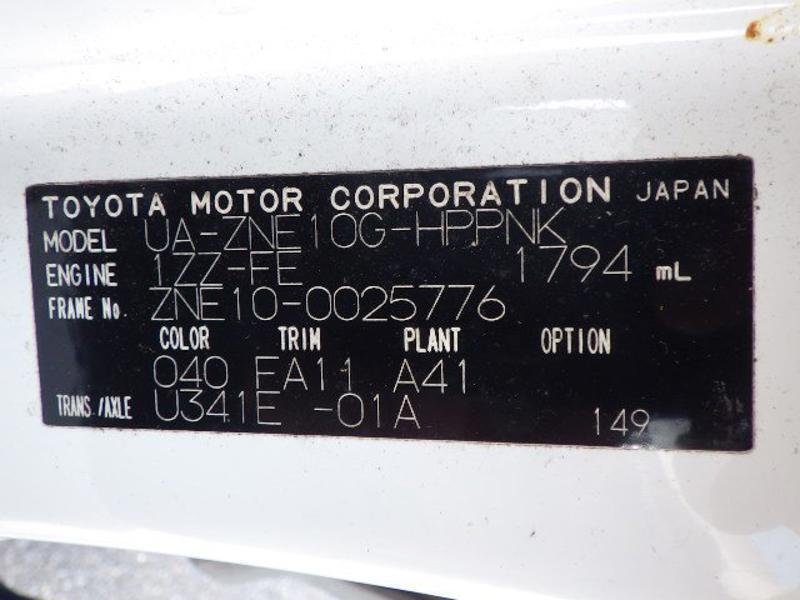 TOYOTA MOTOR CORPORATION JAPAN
MODEL UA-ZNE10G-HPPNK
ENGINE 1ZZ-FE 1794 mL
FRAME No. ZNE10-0025776
COLOR TRIM PLANT OPTION
040 FA11 A41
TRANS./AXLE U341E -01A 149